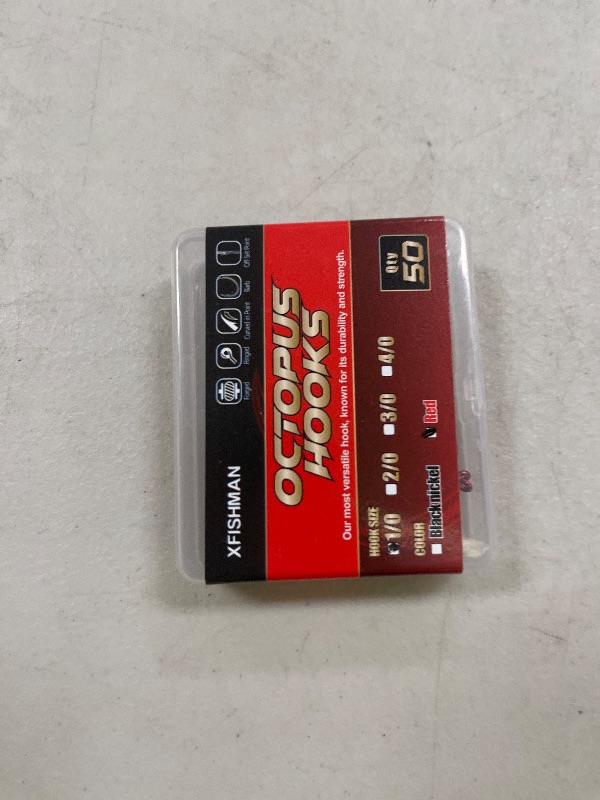 XFISHMAN
Forged
Ringed
Curved in Point
Barb
Off Set Point
OCTOPUS
HOOKS
Our most versatile hook, known for its durability and strength.
HOOK SIZE
1/0 2/0 3/0 4/0
COLOR
Blacknickel Red
Qty
50